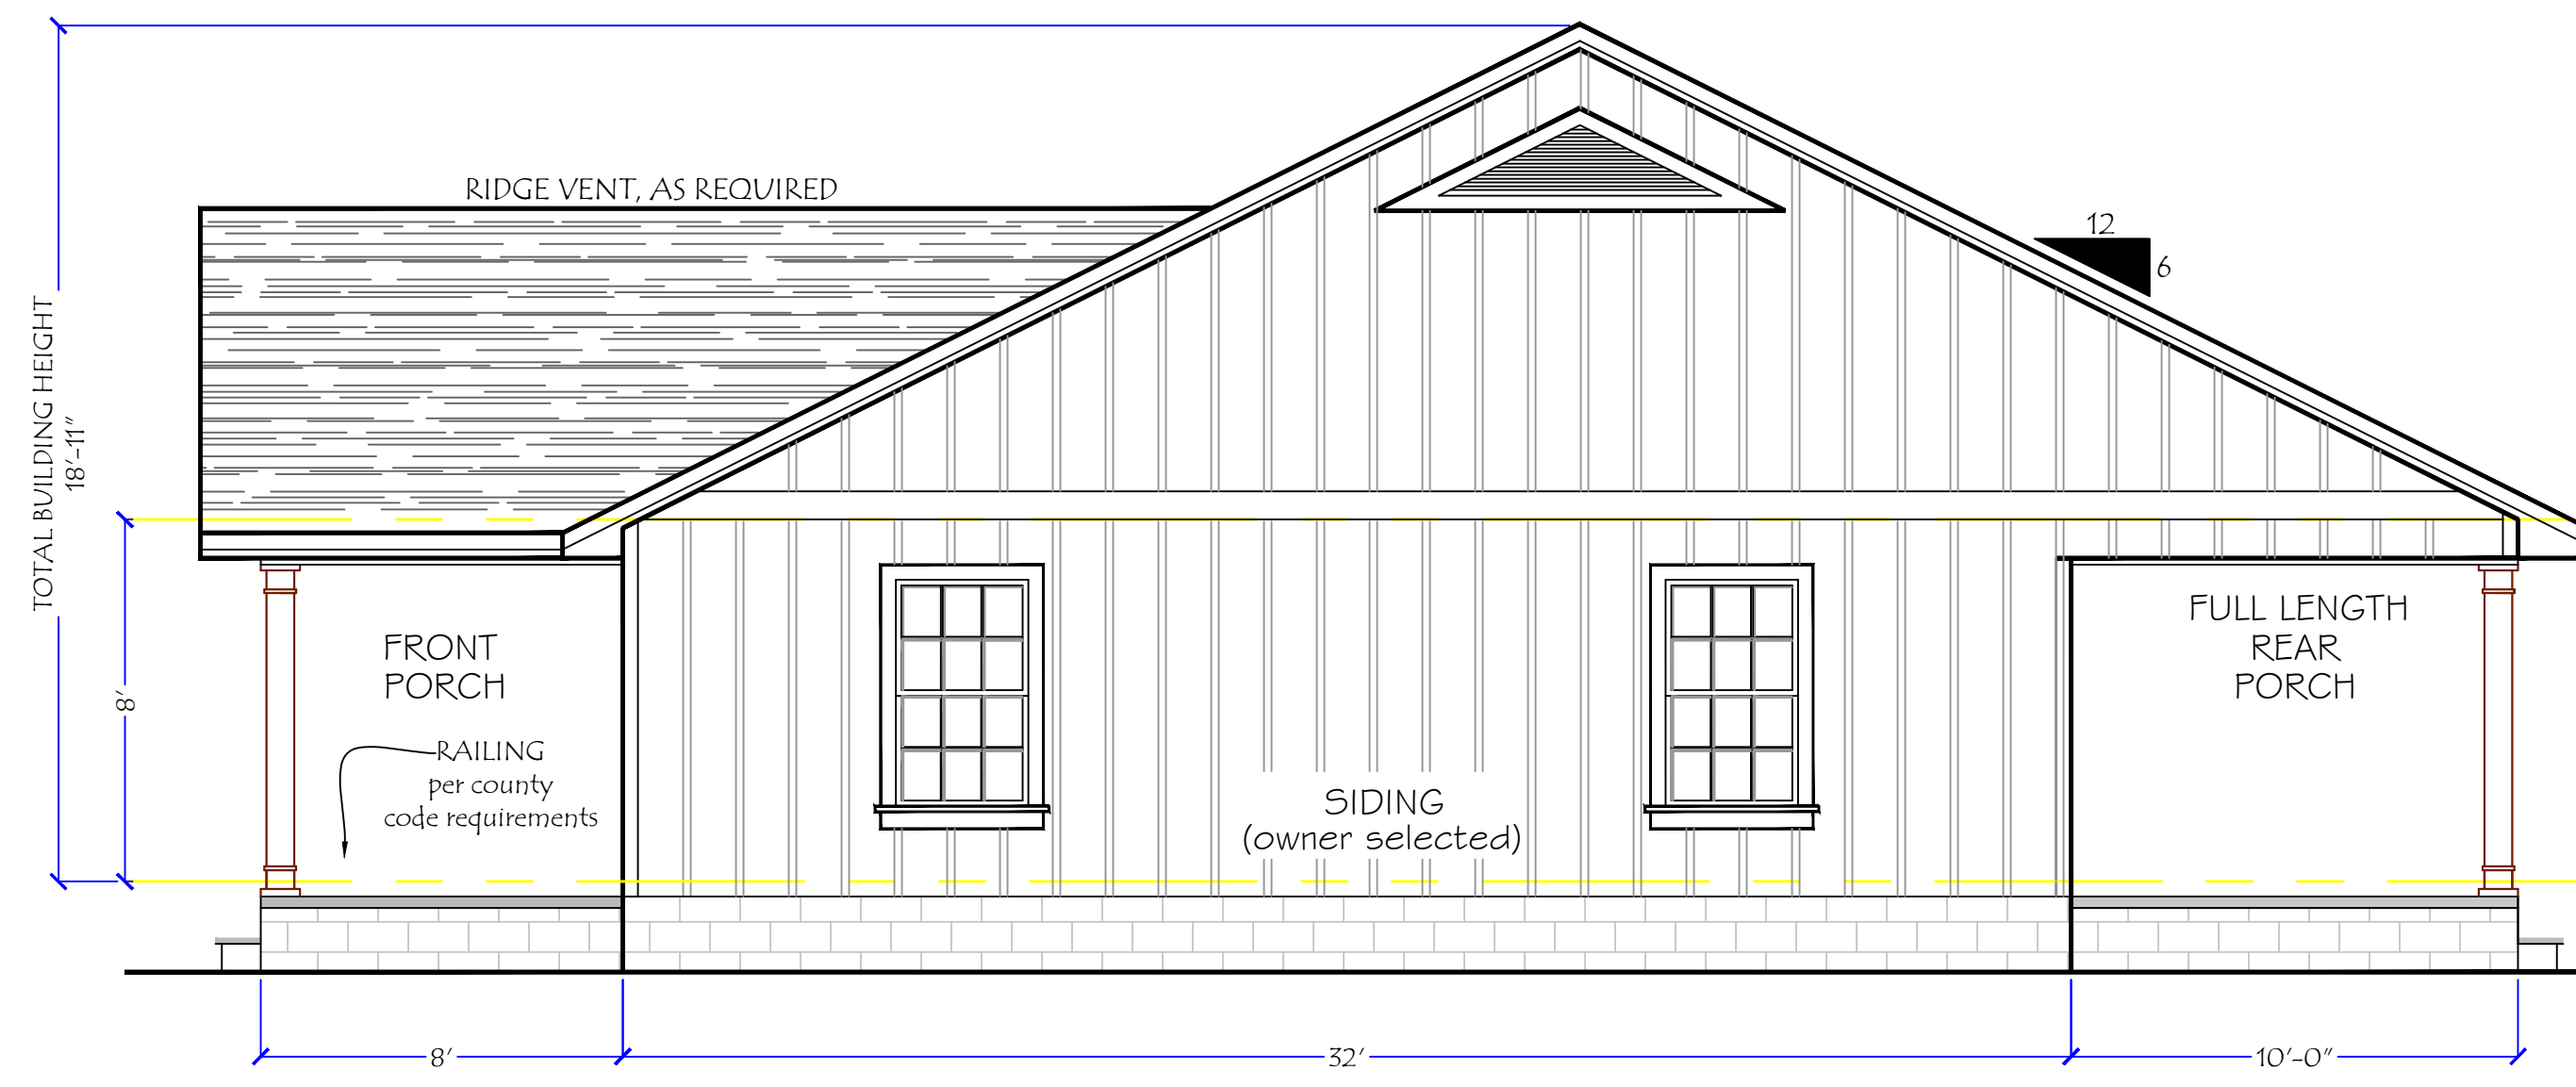 RIDGE VENT, AS REQUIRED
12
6
TOTAL BUILDING HEIGHT
18'-11"
8'
FRONT
PORCH
RAILING
per county
code requirements
SIDING
(owner selected)
FULL LENGTH
REAR
PORCH
8'
32'
10'-0"